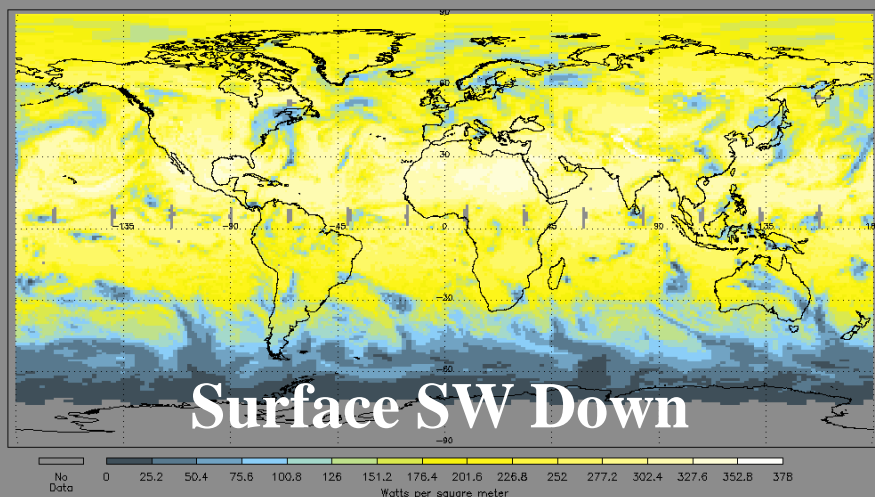 90
60
30
-135 -90 -45 0 45 90 135 18
-30
-60
Surface SW Down
-90
No Data
0 25.2 50.4 75.6 100.8 126 151.2 176.4 201.6 226.8 252 277.2 302.4 327.6 352.8 378
Watts per square meter